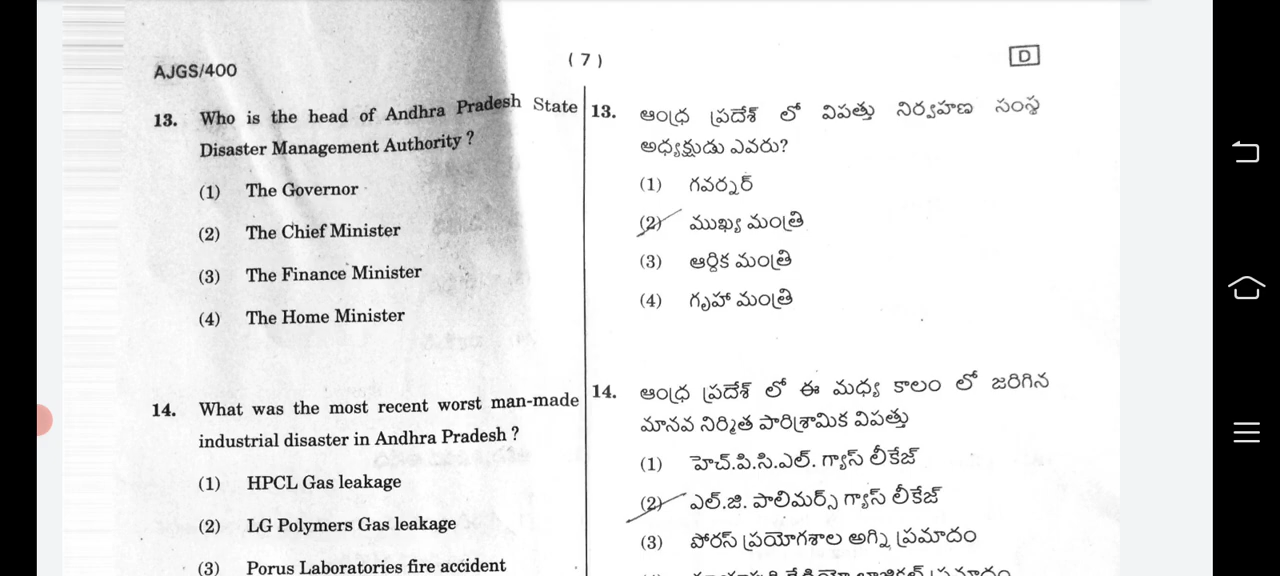 AJGS/400
( 7 )
D
13. Who is the head of Andhra Pradesh State
Disaster Management Authority ?
(1) The Governor
(2) The Chief Minister
(3) The Finance Minister
(4) The Home Minister
14. What was the most recent worst man-made
industrial disaster in Andhra Pradesh ?
(1) HPCL Gas leakage
(2) LG Polymers Gas leakage
(3) Porus Laboratories fire accident
13. ఆంధ్ర ప్రదేశ్ లో విపత్తు నిర్వహణ సంస్థ
అధ్యక్షుడు ఎవరు?
(1) గవర్నర్
(2) ముఖ్య మంత్రి
(3) ఆర్థిక మంత్రి
(4) గృహా మంత్రి
14. ఆంధ్ర ప్రదేశ్ లో ఈ మధ్య కాలం లో జరిగిన
మానవ నిర్మిత పారిశ్రామిక విపత్తు
(1) హెచ్.పి.సి.ఎల్. గ్యాస్ లీకేజ్
(2) ఎల్.జి. పాలిమర్స్ గ్యాస్ లీకేజ్
(3) పోరస్ ప్రయోగశాల అగ్ని ప్రమాదం